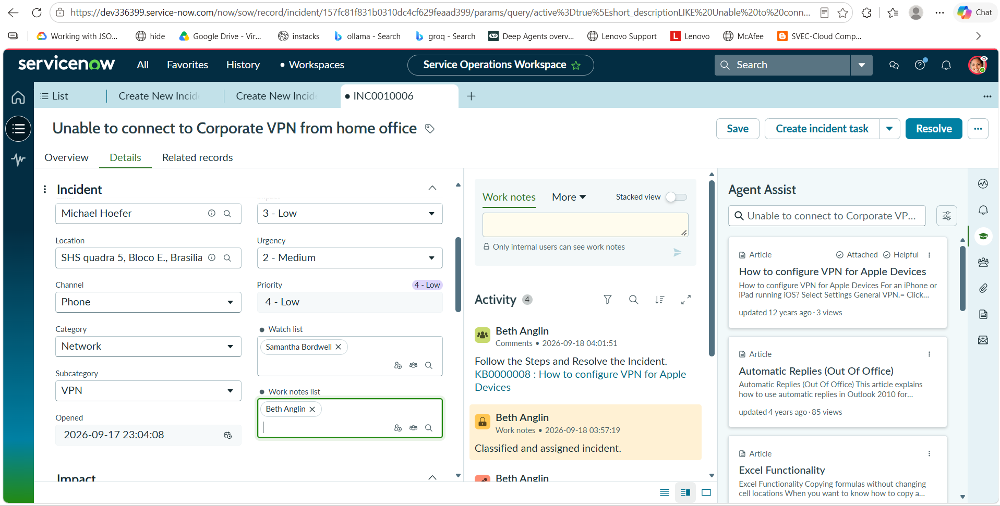 https://dev336399.service-now.com/now/sow/record/incident/157fc81f831b0310dc4cf629feaad399/params/query/active%3Dtrue%5Eshort_descriptionLIKE%20Unable%20to%20conn...
Chat
Working with JSO...
hide
Google Drive - Vir...
instacks
ollama - Search
groq - Search
Deep Agents overv...
Lenovo Support
L Lenovo
McAfee
SVEC-Cloud Comp...
servicenow
All
Favorites
History
Workspaces
Service Operations Workspace
Search
List
Create New Incid
Create New Incid
INC0010006
Unable to connect to Corporate VPN from home office
Save
Create incident task
Resolve
Overview
Details
Related records
Incident
Michael Hoefer
3 - Low
Location
SHS quadra 5, Bloco E., Brasilia
Urgency
2 - Medium
Channel
Phone
Priority
4 - Low
4 - Low
Category
Network
Watch list
Samantha Bordwell
Subcategory
VPN
Work notes list
Beth Anglin
Opened
2026-09-17 23:04:08
Impact
Work notes
More
Stacked view
Only internal users can see work notes
Activity 4
Beth Anglin
Comments • 2026-09-18 04:01:51
Follow the Steps and Resolve the Incident.
KB0000008 : How to configure VPN for Apple
Devices
Beth Anglin
Work notes • 2026-09-18 03:57:19
Classified and assigned incident.
Beth Anglin
Agent Assist
Unable to connect to Corporate VP...
Article
Attached
Helpful
How to configure VPN for Apple Devices
How to configure VPN for Apple Devices For an iPhone or
iPad running iOS? Select Settings General VPN.= Click...
updated 12 years ago · 3 views
Article
Automatic Replies (Out Of Office)
Automatic Replies (Out Of Office) This article explains
how to use automatic replies in Outlook 2010 for...
updated 4 years ago · 85 views
Article
Excel Functionality
Excel Functionality Copying formulas without changing
cell locations When you want to know how to copy a...